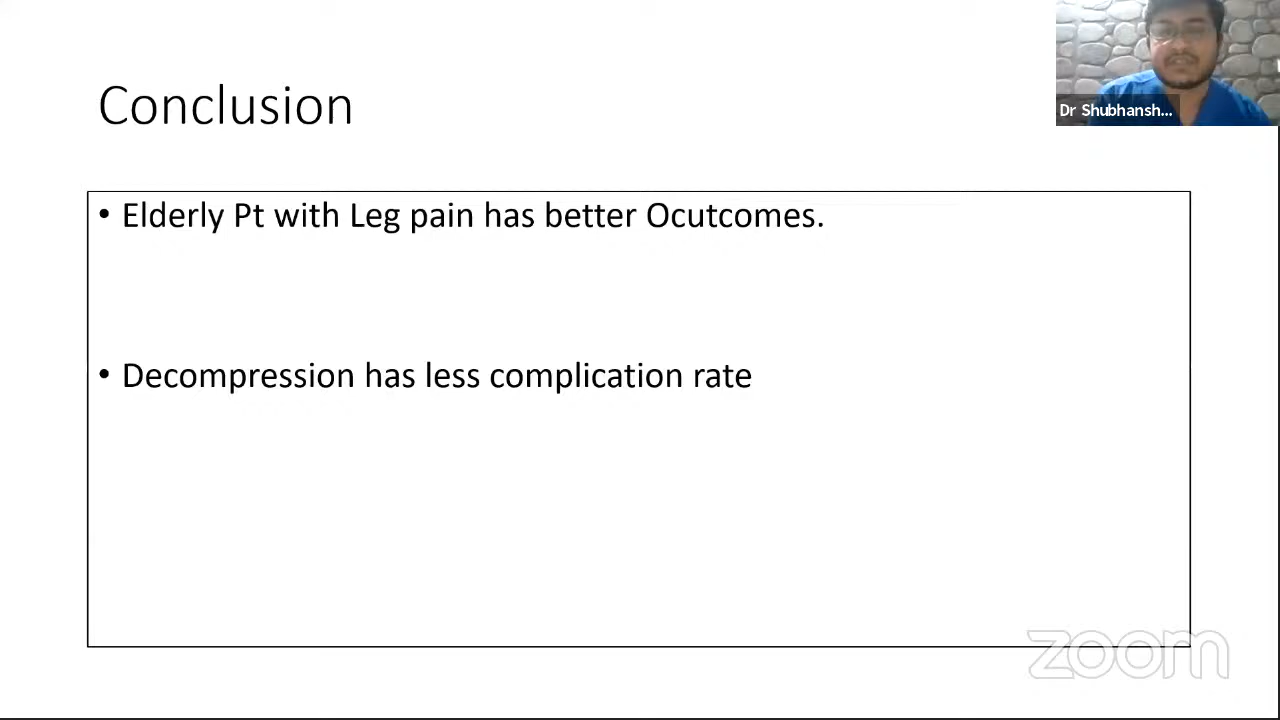 Conclusion
Dr Shubhansh...
• Elderly Pt with Leg pain has better Ocutcomes.
• Decompression has less complication rate
zoom